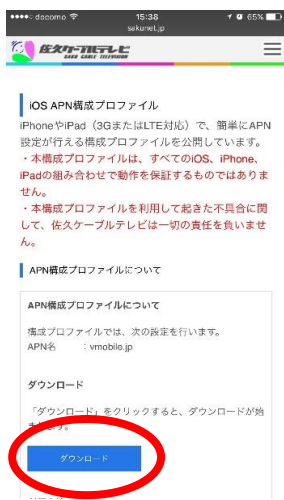 docomo 15:38 65%
sakunet.jp
佐久ケーブルテレビ
SAKU CABLE TELEVISION
iOS APN構成プロファイル
iPhoneやiPad（3GまたはLTE対応）で、簡単にAPN
設定が行える構成プロファイルを公開しています。
・本構成プロファイルは、すべてのiOS、iPhone、
iPadの組み合わせで動作を保証するものではありま
せん。
・本構成プロファイルを利用して起きた不具合に関
して、佐久ケーブルテレビは一切の責任を負いませ
ん。
APN構成プロファイルについて
APN構成プロファイルについて
構成プロファイルでは、次の設定を行います。
APN名 : vmobile.jp
ダウンロード
「ダウンロード」をクリックすると、ダウンロードが始
まります。
ダウンロード